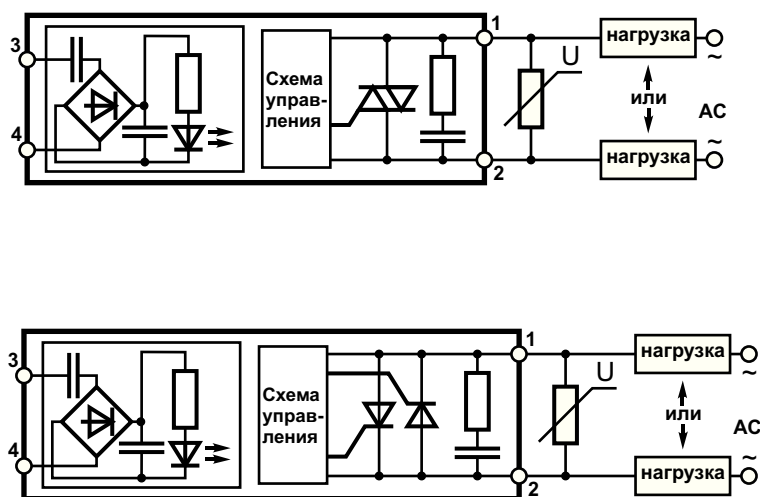 1
3
нагрузка
~
U
Схема
управ-
ления
или
AC
4
~
нагрузка
2
1
3
нагрузка
~
U
Схема
управ-
ления
или
AC
4
~
нагрузка
2